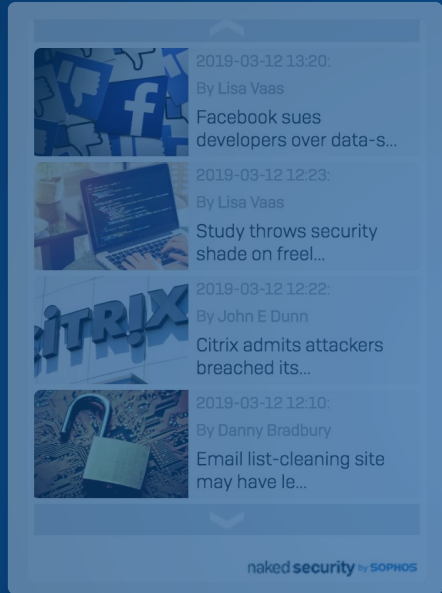 2019-03-12 13:20:
By Lisa Vaas
Facebook sues
developers over data-s...
2019-03-12 12:23:
By Lisa Vaas
Study throws security
shade on freel...
CİTRIX
2019-03-12 12:22:
By John E Dunn
Citrix admits attackers
breached its...
2019-03-12 12:10:
By Danny Bradbury
Email list-cleaning site
may have le...
naked security by SOPHOS